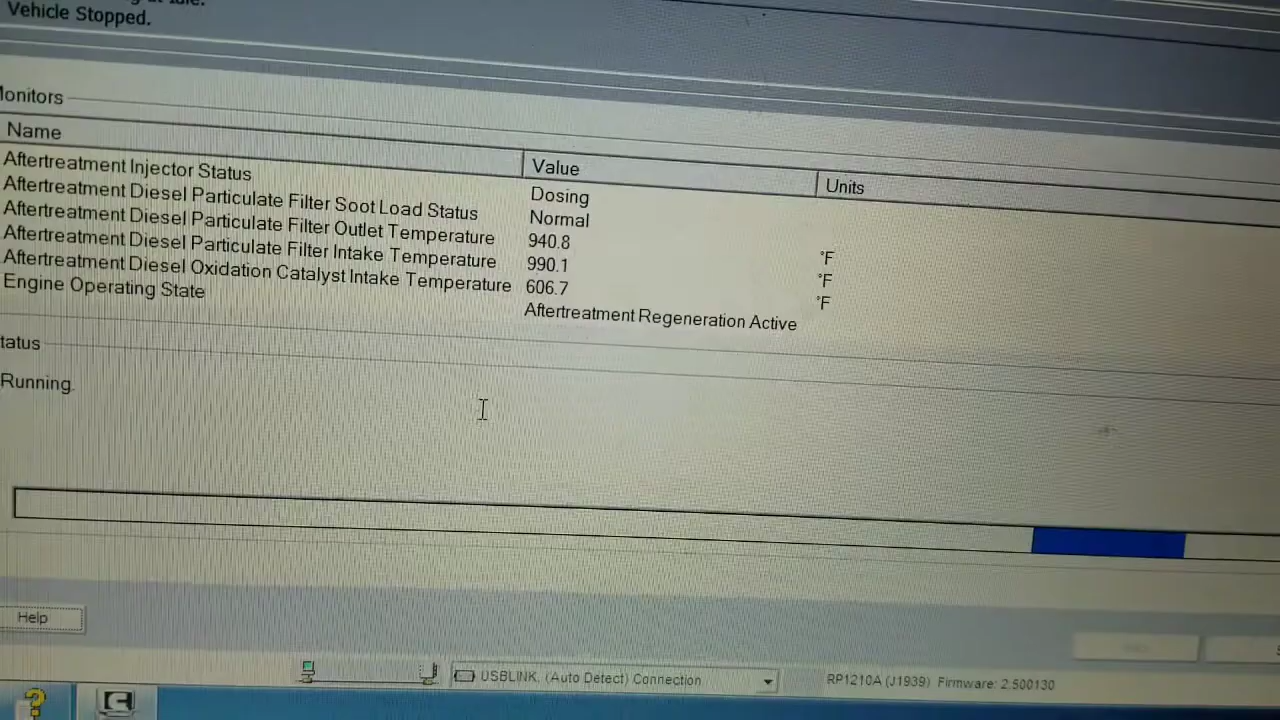 Idle.
Vehicle Stopped.
Monitors
Name Value Units
Aftertreatment Injector Status Dosing
Aftertreatment Diesel Particulate Filter Soot Load Status Normal
Aftertreatment Diesel Particulate Filter Outlet Temperature 940.8 °F
Aftertreatment Diesel Particulate Filter Intake Temperature 990.1 °F
Aftertreatment Diesel Oxidation Catalyst Intake Temperature 606.7 °F
Engine Operating State Aftertreatment Regeneration Active
tatus
Running.
Help
USBLINK, (Auto Detect) Connection RP1210A (J1939) Firmware: 2.500130